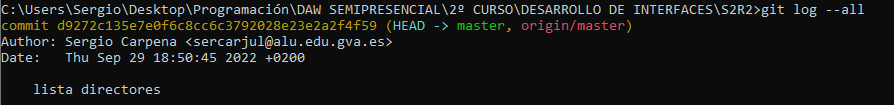 C:\Users\Sergio\Desktop\Programación\DAW SEMIPRESENCIAL\2º CURSO\DESARROLLO DE INTERFACES\S2R2>git log --all
commit d9272c135e7e0f6c8cc6c3792028e23e2a2f4f59 (HEAD -> master, origin/master)
Author: Sergio Carpena <sercarjul@alu.edu.gva.es>
Date:   Thu Sep 29 18:50:45 2022 +0200
    lista directores